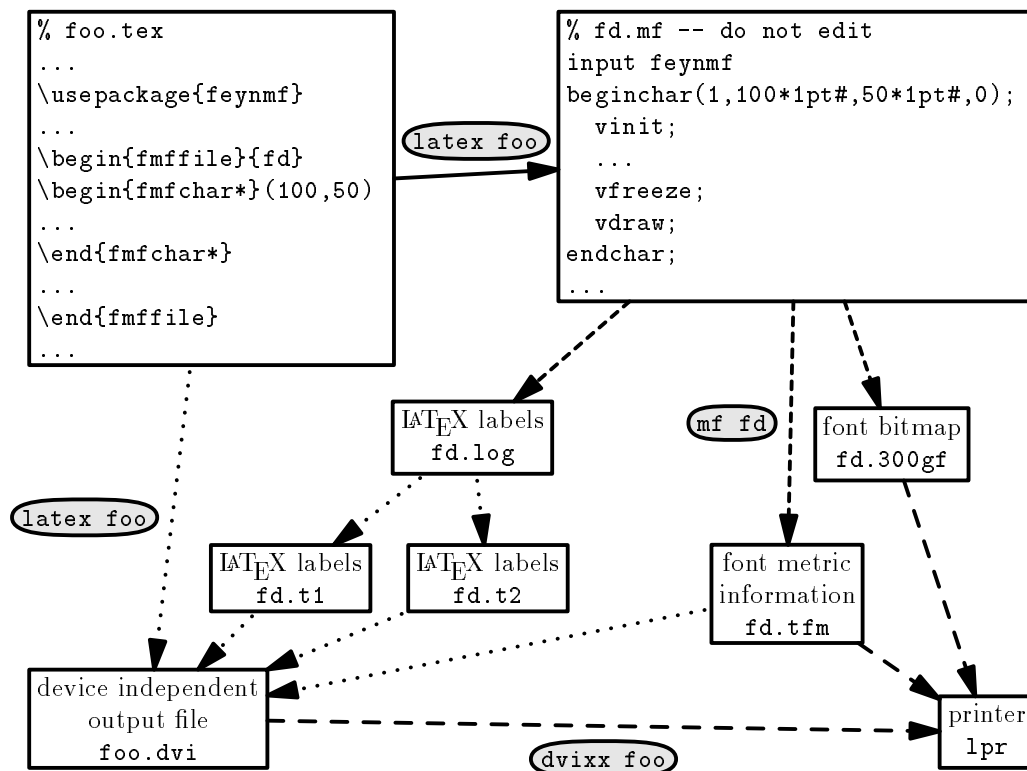 % foo.tex
...
\usepackage{feynmf}
...
\begin{fmffile}{fd}
\begin{fmfchar*}(100,50)
...
\end{fmfchar*}
...
\end{fmffile}
...
latex foo
% fd.mf -- do not edit
input feynmf
beginchar(1,100*1pt#,50*1pt#,0);
vinit;
...
vfreeze;
vdraw;
endchar;
...
LATEX labels
fd.log
mf fd
font bitmap
fd.300gf
latex foo
LATEX labels
fd.t1
LATEX labels
fd.t2
font metric
information
fd.tfm
device independent
output file
foo.dvi
dvixx foo
printer
lpr